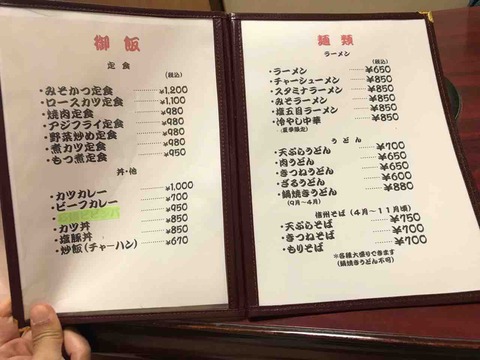 御飯
定食
(税込)
・みそかつ定食 ¥1,200
・ロースカツ定食 ¥1,100
・焼肉定食 ¥980
・アジフライ定食 ¥980
・野菜炒め定食 ¥980
・煮カツ定食 ¥980
・もつ煮定食 ¥950
丼・他
・カツカレー ¥1,000
・ビーフカレー ¥700
・石焼ビビンバ ¥950
・カツ丼 ¥850
・塩豚丼 ¥850
・炒飯(チャーハン) ¥670
麺類
ラーメン
(税込)
・ラーメン ¥650
・チャーシューメン ¥850
・スタミナラーメン ¥850
・みそラーメン ¥850
・塩五目ラーメン ¥850
・冷やし中華 ¥850
(夏季限定)
うどん
・天ぷらうどん ¥700
・肉うどん ¥650
・きつねうどん ¥650
・ざるうどん ¥600
・鍋焼きうどん ¥880
(9月〜4月)
信州そば(4月〜11月頃)
・天ぷらそば ¥750
・きつねそば ¥700
・もりそば ¥700
*各種大盛りできます
(鍋焼きうどん不可)